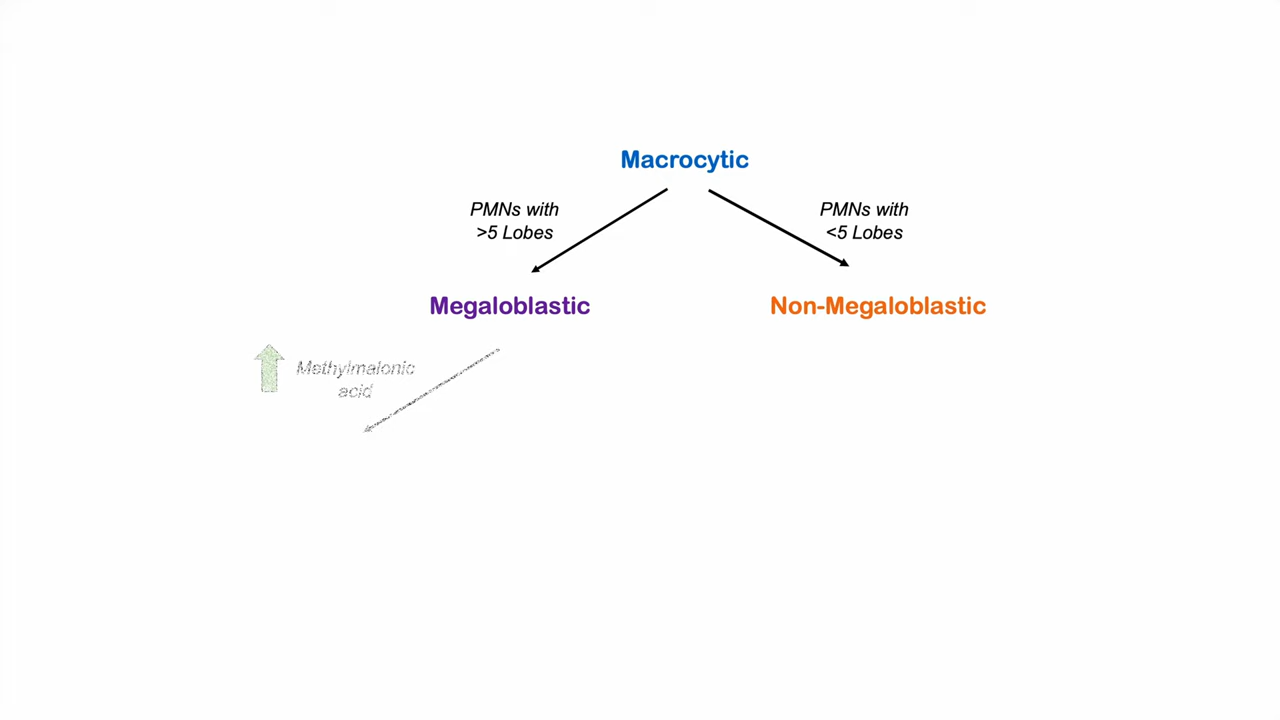 Macrocytic
PMNs with
>5 Lobes
PMNs with
<5 Lobes
Megaloblastic
Non-Megaloblastic
Methylmalonic
acid